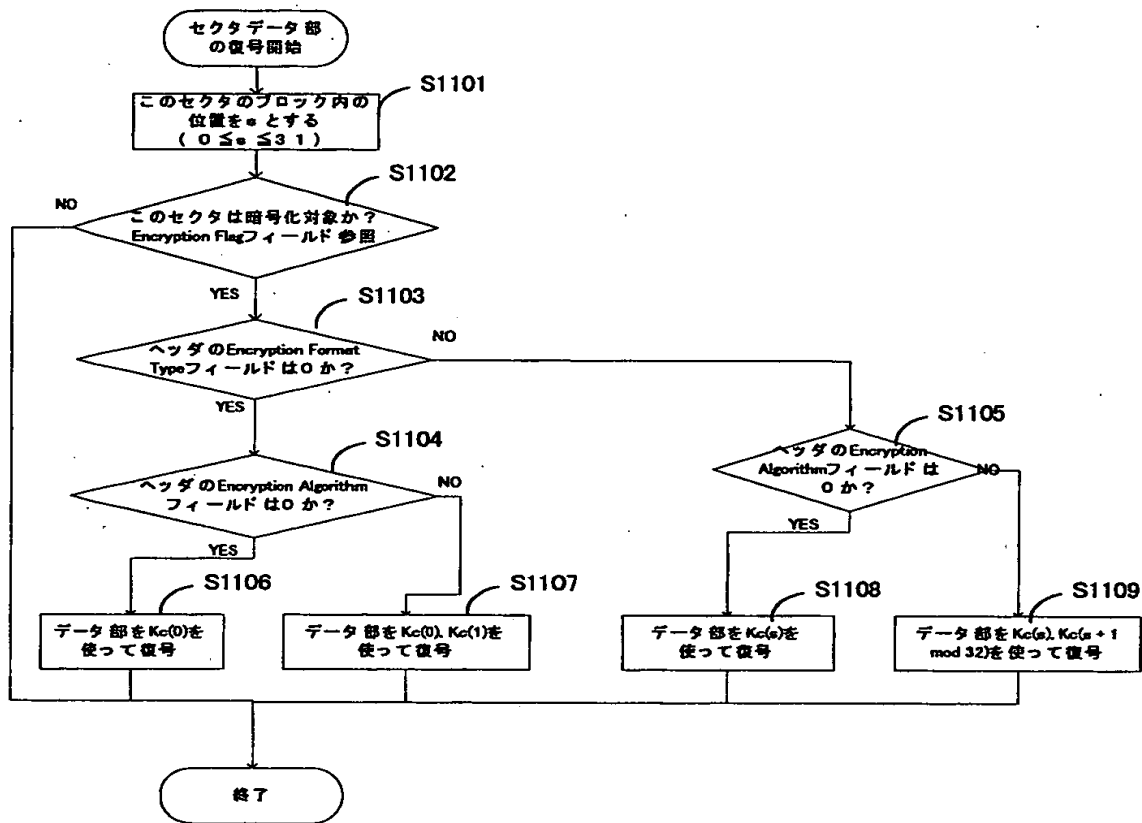 セクタデータ部
の復号開始
S1101
このセクタのブロック内の
位置をsとする
(0≦s≦31)
S1102
NO
このセクタは暗号化対象か?
Encryption Flagフィールド参照
YES
S1103
NO
ヘッダのEncryption Format
Typeフィールドは0か?
YES
S1104
NO
ヘッダのEncryption Algorithm
フィールドは0か?
YES
S1105
ヘッダのEncryption
Algorithmフィールドは
0か?
NO
YES
S1106
データ部をKc(0)を
使って復号
S1107
データ部をKc(0)、Kc(1)を
使って復号
S1108
データ部をKc(s)を
使って復号
S1109
データ部をKc(s)、Kc(s+1
mod 32)を使って復号
終了